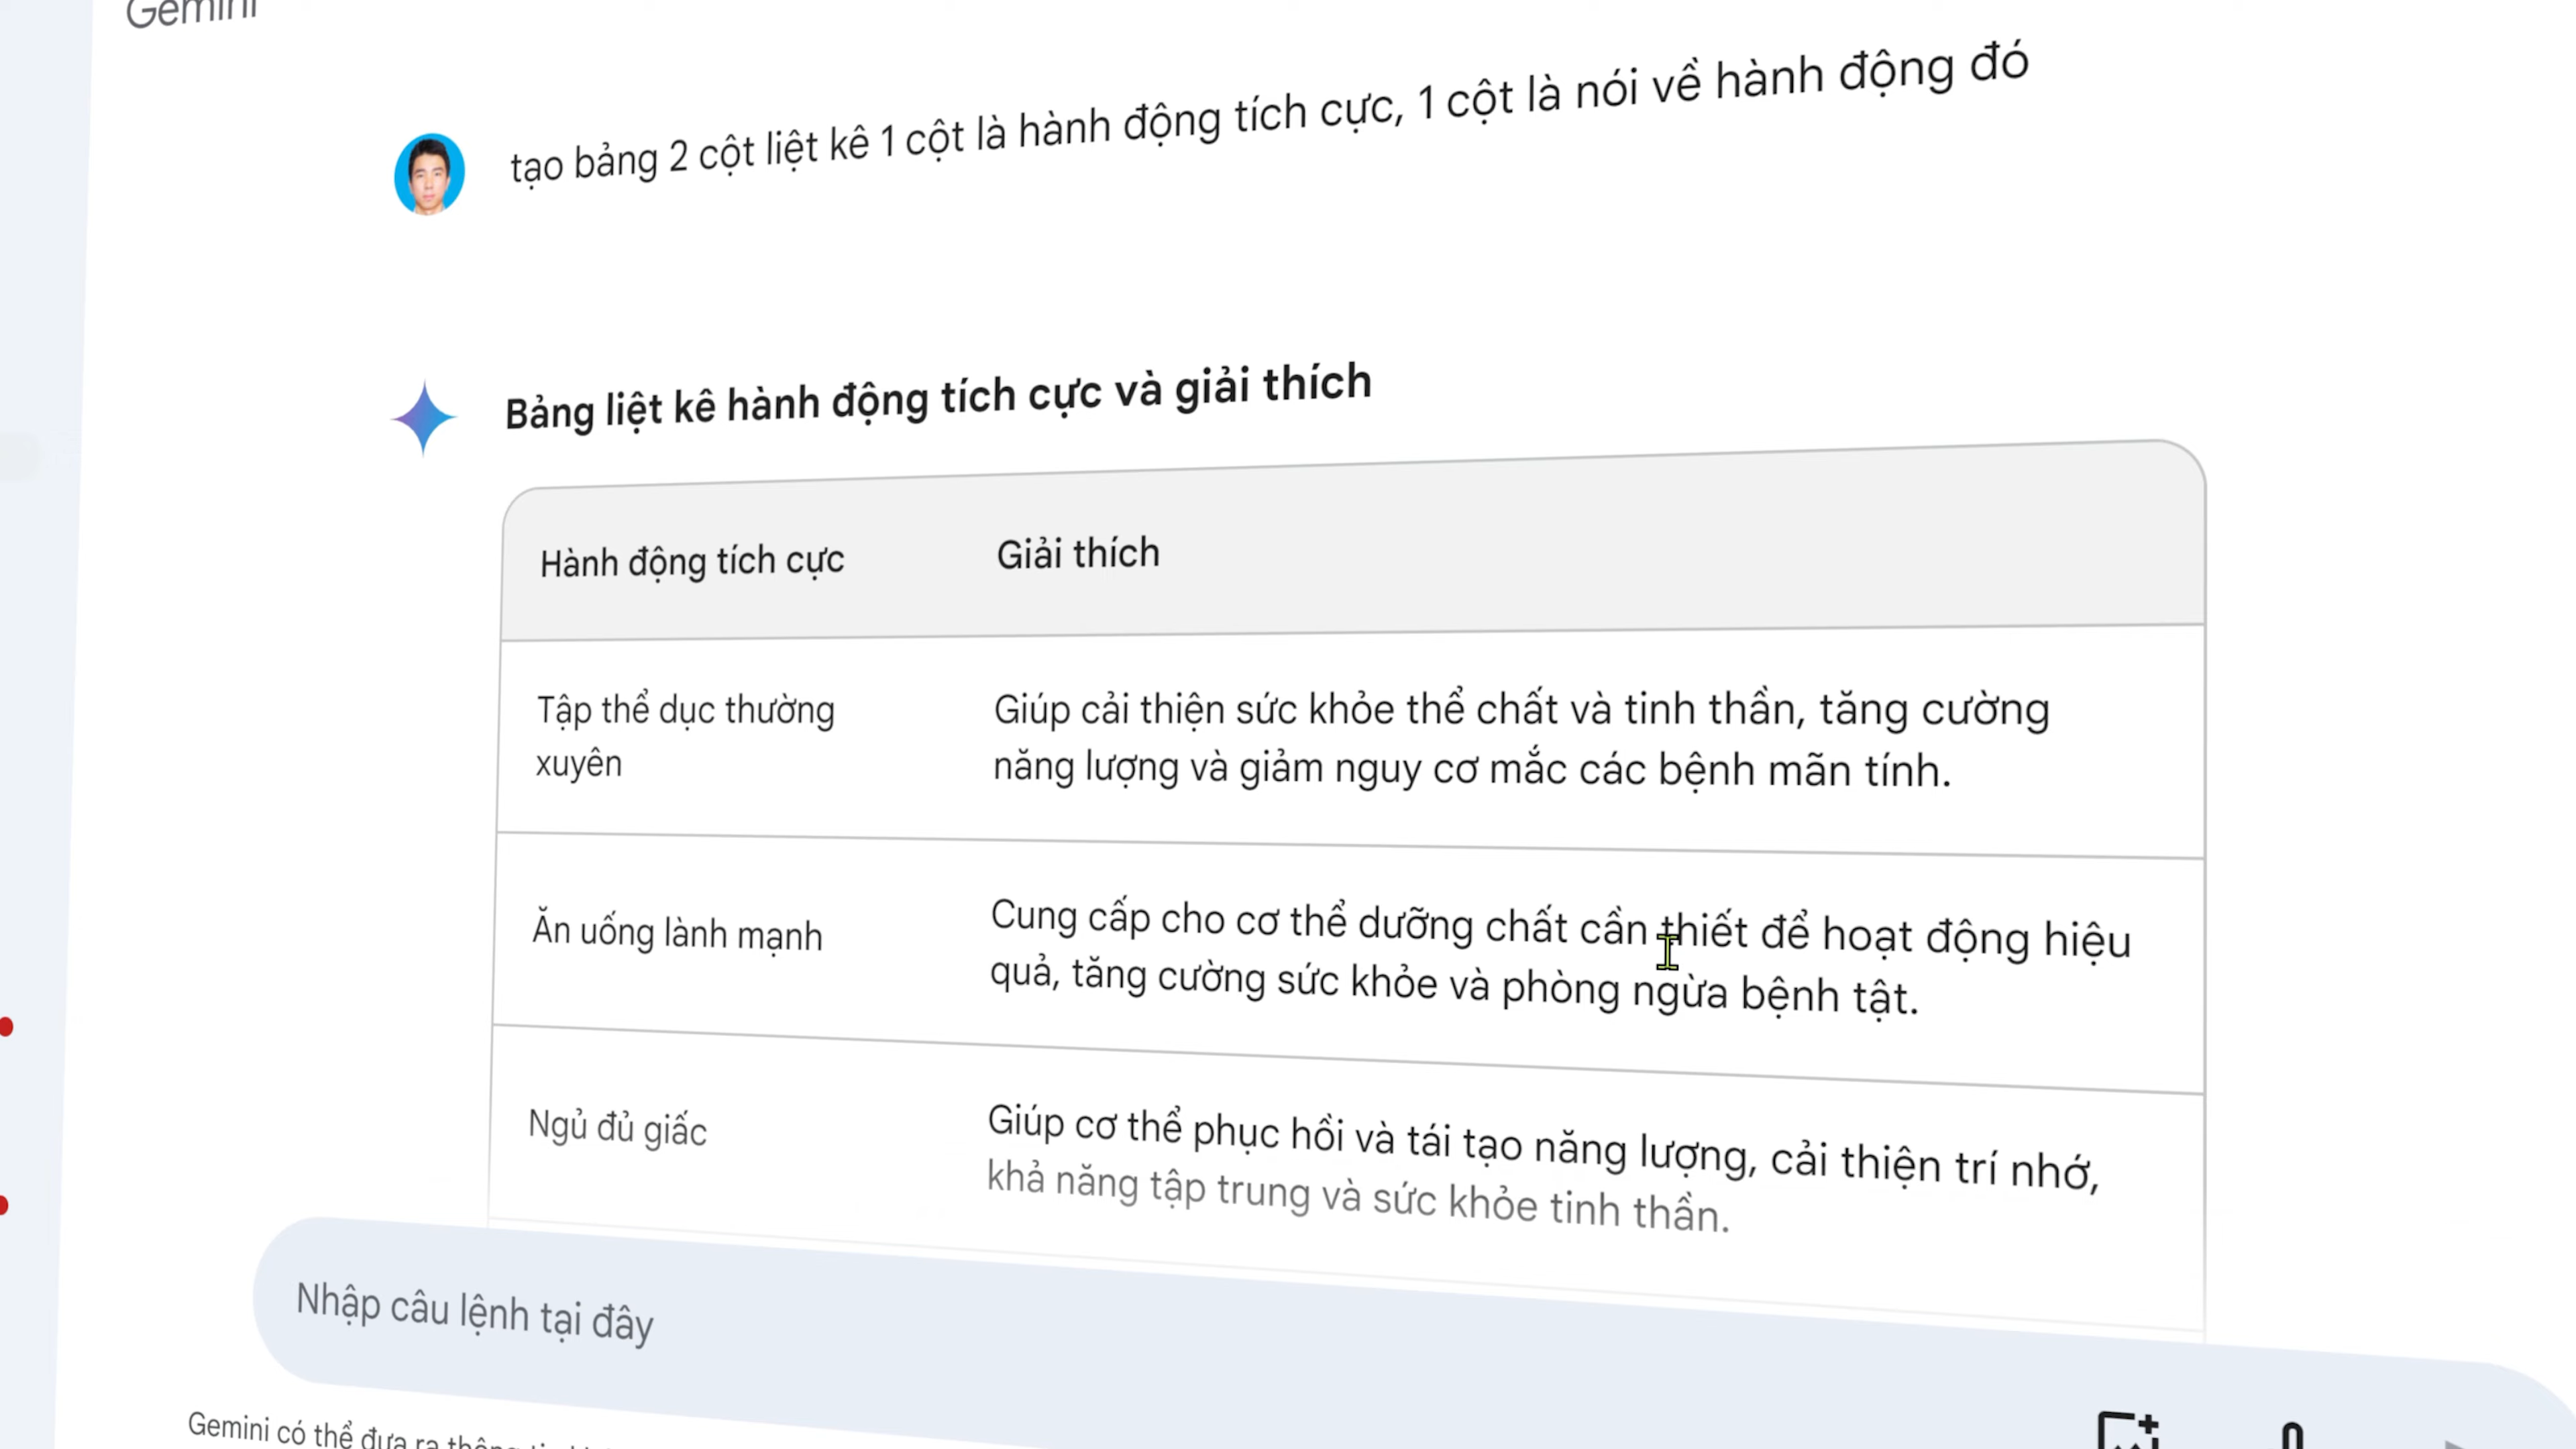 Gemini
tạo bảng 2 cột liệt kê 1 cột là hành động tích cực, 1 cột là nói về hành động đó
Bảng liệt kê hành động tích cực và giải thích
Hành động tích cực
Giải thích
Tập thể dục thường
xuyên
Giúp cải thiện sức khỏe thể chất và tinh thần, tăng cường
năng lượng và giảm nguy cơ mắc các bệnh mãn tính.
Ăn uống lành mạnh
Cung cấp cho cơ thể dưỡng chất cần thiết để hoạt động hiệu
quả, tăng cường sức khỏe và phòng ngừa bệnh tật.
Ngủ đủ giấc
Giúp cơ thể phục hồi và tái tạo năng lượng, cải thiện trí nhớ,
khả năng tập trung và sức khỏe tinh thần.
Nhập câu lệnh tại đây
Gemini có thể đưa ra thông tin